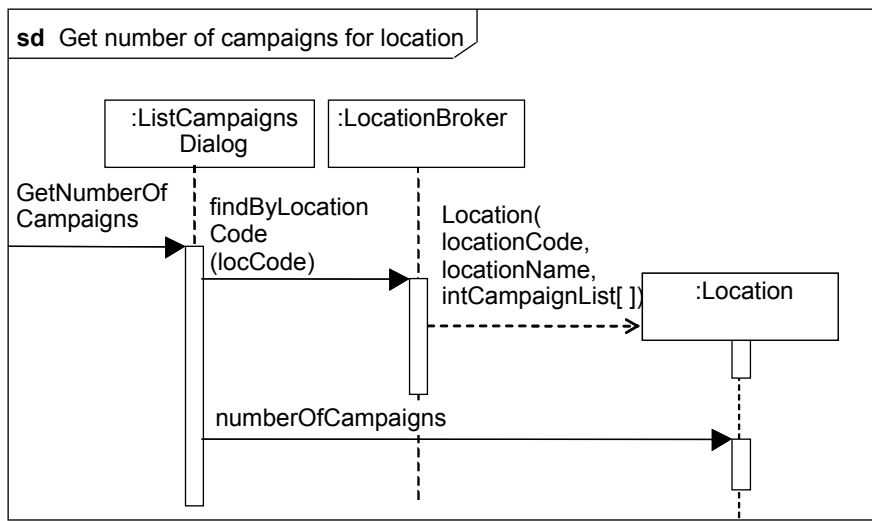 sd Get number of campaigns for location
:ListCampaigns
Dialog
:LocationBroker
GetNumberOf
Campaigns
findByLocation
Code
(locCode)
Location(
locationCode,
locationName,
intCampaignList[ ])
:Location
numberOfCampaigns